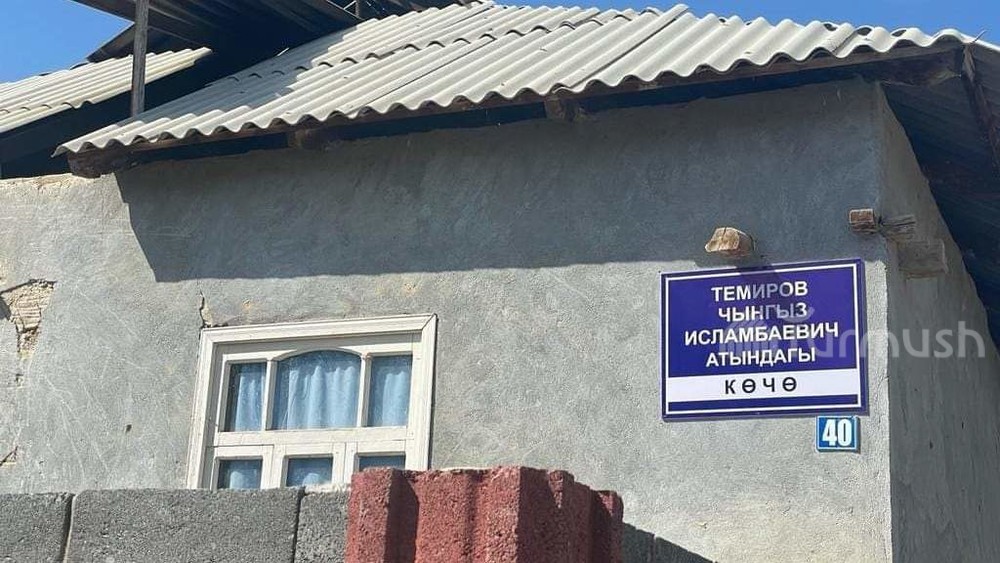 ТЕМИРОВ
ЧЫНГЫЗ
ИСЛАМБАЕВИЧ
АТЫНДАГЫ
КӨЧӨ
40